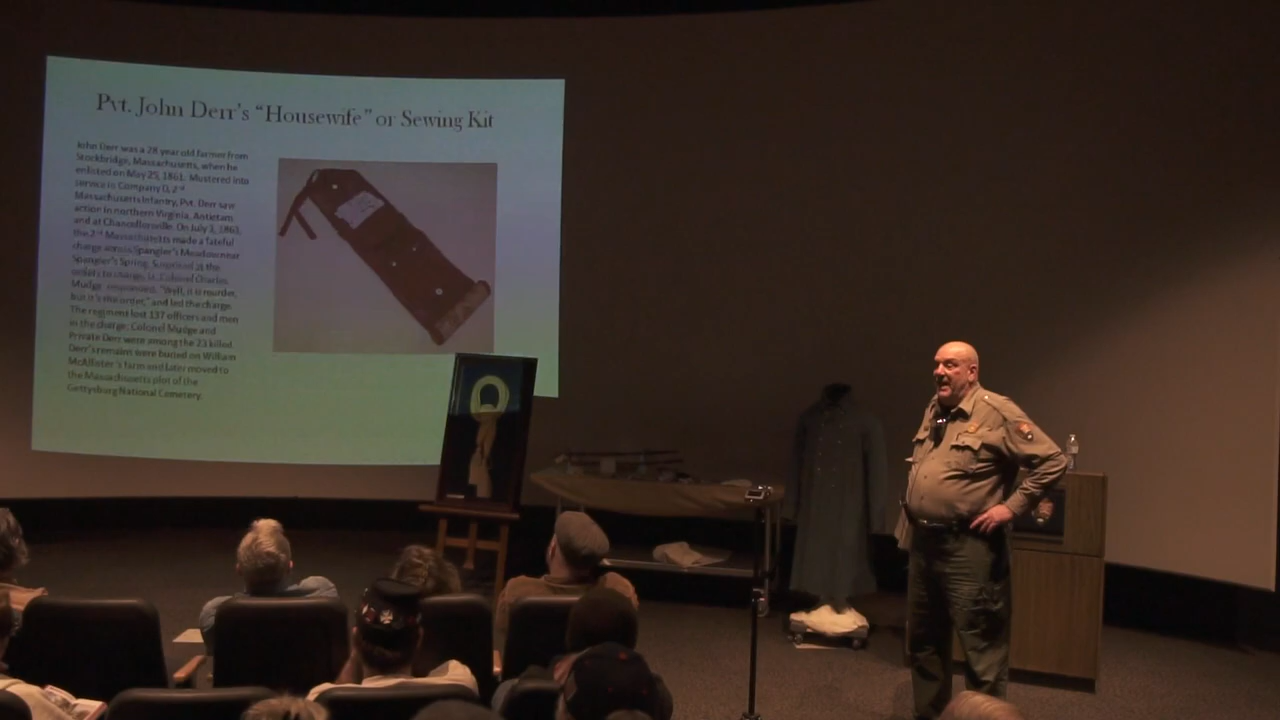 Pvt. John Derr's "Housewife" or Sewing Kit
John Derr was a 28 year old farmer from
Stockbridge, Massachusetts, when he
enlisted on May 25, 1861. Mustered into
service in Company D, 2nd
Massachusetts Infantry, Pvt. Derr saw
action in northern Virginia, Antietam
and at Chancellorsville. On July 3, 1863,
the 2nd Massachusetts made a fateful
charge across Spangler's Meadow near
Spangler's Spring. Surprised at the
orders to charge, Lt. Colonel Charles
Mudge responded, "Well, it is murder,
but it's the order," and led the charge.
The regiment lost 137 officers and men
in the charge; Colonel Mudge and
Private Derr were among the 23 killed.
Derr's remains were buried on William
McAllister's farm and later moved to
the Massachusetts plot of the
Gettysburg National Cemetery.